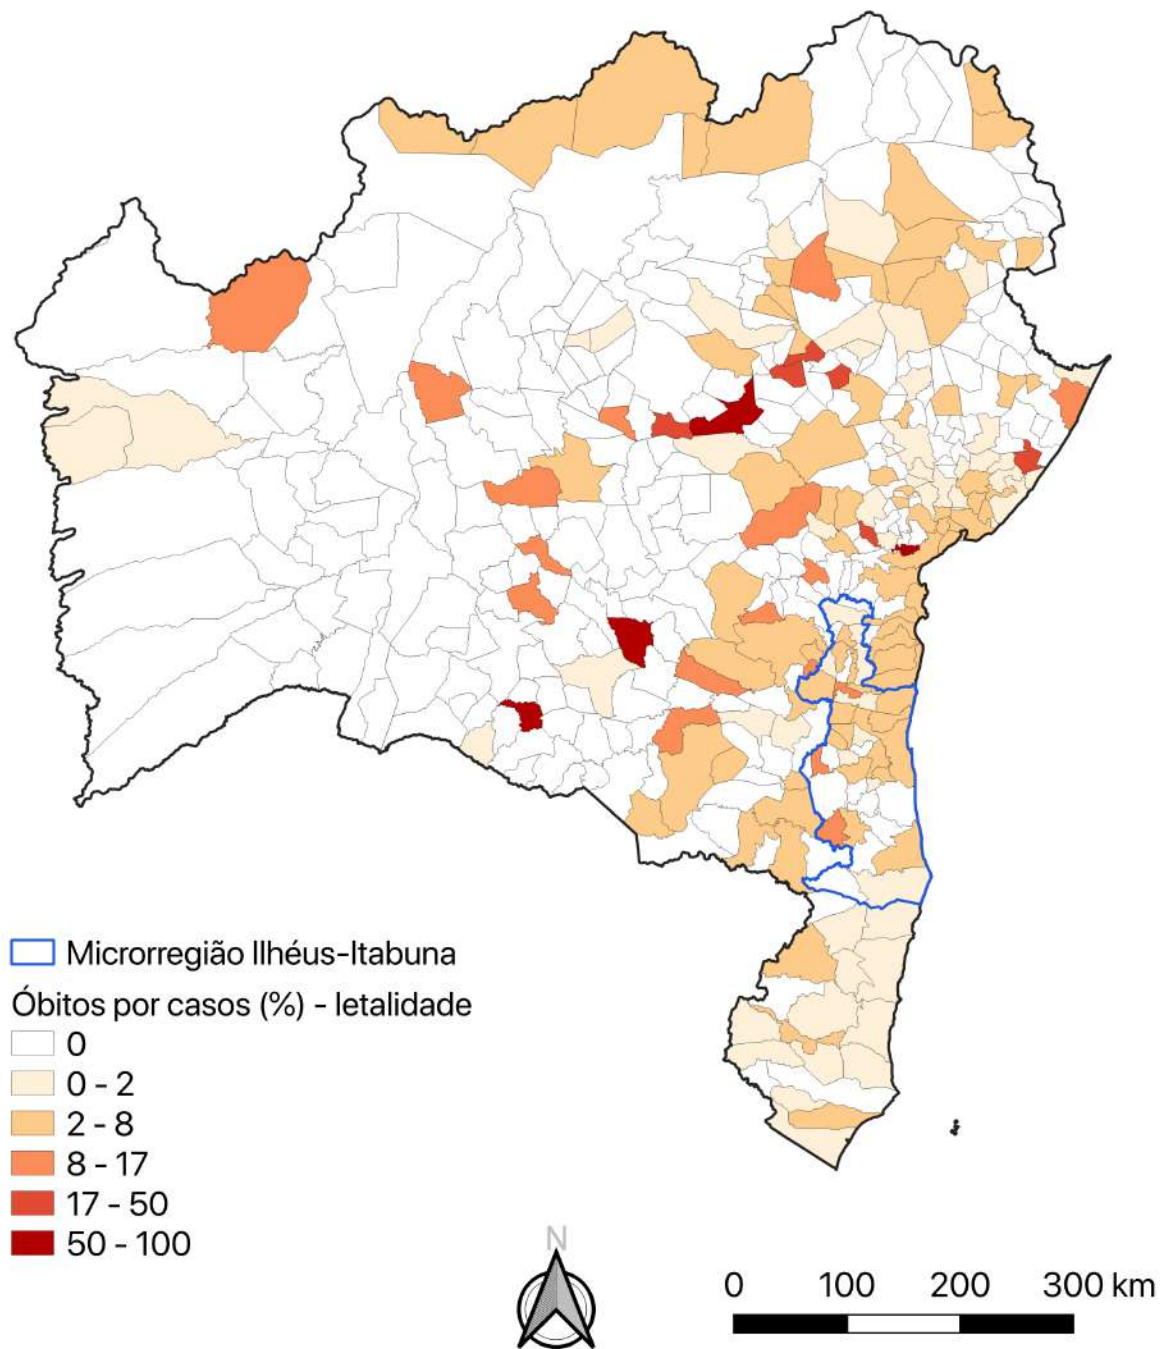 Microrregião Ilhéus-Itabuna
Óbitos por casos (%) - letalidade
0
0 - 2
2 - 8
8 - 17
17 - 50
50 - 100
N
0 100 200 300 km